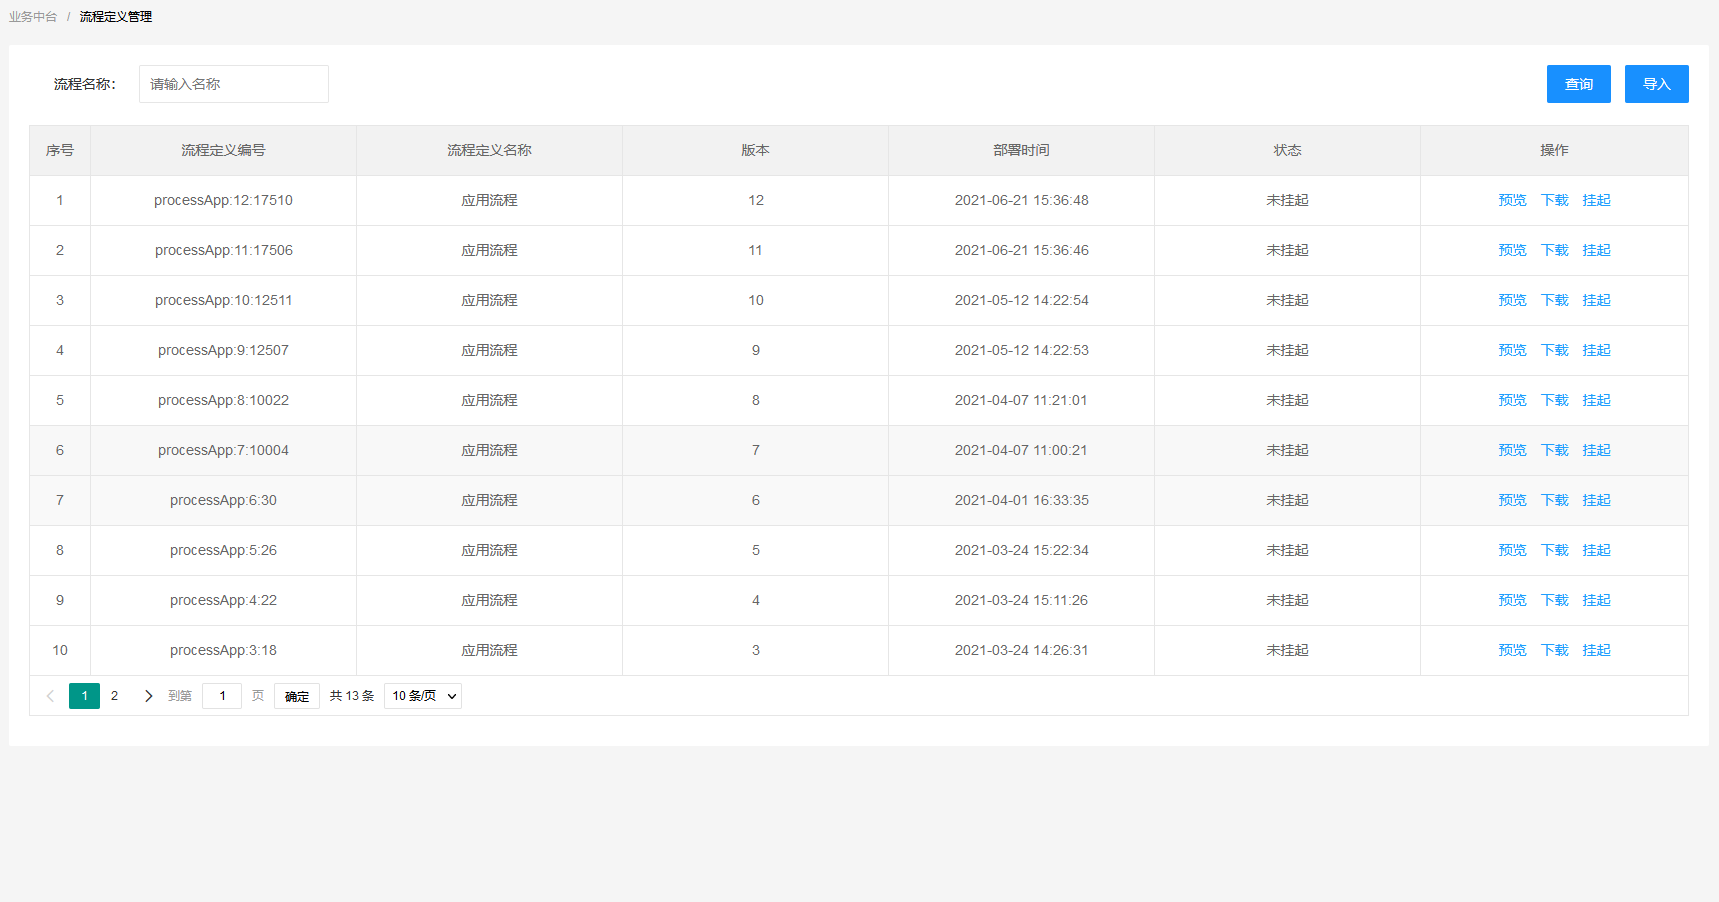 业务中台 / 流程定义管理
流程名称： 请输入名称 查询 导入
序号 流程定义编号 流程定义名称 版本 部署时间 状态 操作
1 processApp:12:17510 应用流程 12 2021-06-21 15:36:48 未挂起 预览 下载 挂起
2 processApp:11:17506 应用流程 11 2021-06-21 15:36:46 未挂起 预览 下载 挂起
3 processApp:10:12511 应用流程 10 2021-05-12 14:22:54 未挂起 预览 下载 挂起
4 processApp:9:12507 应用流程 9 2021-05-12 14:22:53 未挂起 预览 下载 挂起
5 processApp:8:10022 应用流程 8 2021-04-07 11:21:01 未挂起 预览 下载 挂起
6 processApp:7:10004 应用流程 7 2021-04-07 11:00:21 未挂起 预览 下载 挂起
7 processApp:6:30 应用流程 6 2021-04-01 16:33:35 未挂起 预览 下载 挂起
8 processApp:5:26 应用流程 5 2021-03-24 15:22:34 未挂起 预览 下载 挂起
9 processApp:4:22 应用流程 4 2021-03-24 15:11:26 未挂起 预览 下载 挂起
10 processApp:3:18 应用流程 3 2021-03-24 14:26:31 未挂起 预览 下载 挂起
1 2 到第 1 页 确定 共 13 条 10 条/页